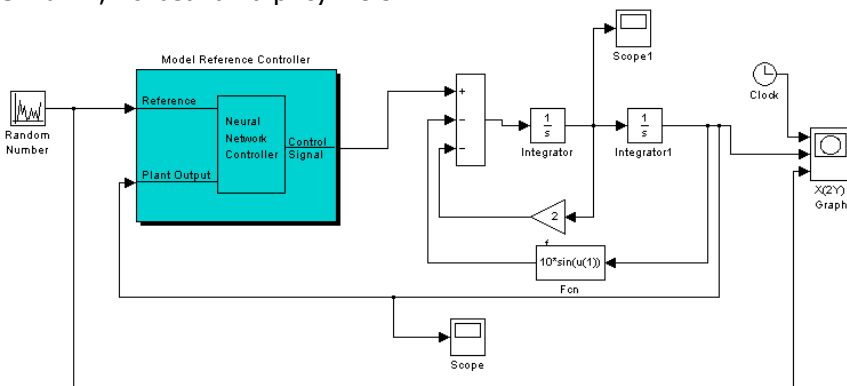 Model Reference Controller
Reference
Neural
Network
Controller
Control
Signal
Plant Output
Random
Number
+
−
−
1
s
Integrator
1
s
Integrator1
Scope1
Clock
X(2Y)
Graph
2
f
10*sin(u(1))
Fcn
Scope